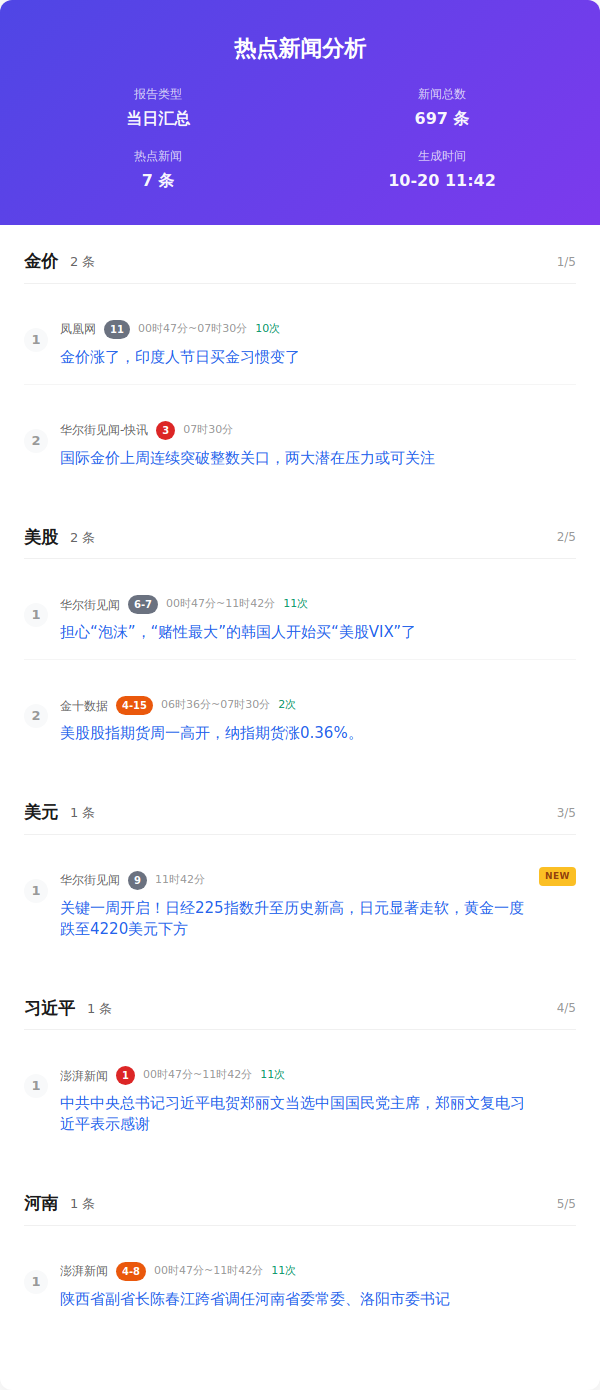 热点新闻分析
报告类型
新闻总数
当日汇总
697 条
热点新闻
生成时间
7 条
10-20 11:42
金价 2 条 1/5
1 凤凰网 11 00时47分~07时30分 10次
金价涨了，印度人节日买金习惯变了
2 华尔街见闻-快讯 3 07时30分
国际金价上周连续突破整数关口，两大潜在压力或可关注
美股 2 条 2/5
1 华尔街见闻 6-7 00时47分~11时42分 11次
担心“泡沫”，“赌性最大”的韩国人开始买“美股VIX”了
2 金十数据 4-15 06时36分~07时30分 2次
美股股指期货周一高开，纳指期货涨0.36%。
美元 1 条 3/5
1 华尔街见闻 9 11时42分 NEW
关键一周开启！日经225指数升至历史新高，日元显著走软，黄金一度
跌至4220美元下方
习近平 1 条 4/5
1 澎湃新闻 1 00时47分~11时42分 11次
中共中央总书记习近平电贺郑丽文当选中国国民党主席，郑丽文复电习
近平表示感谢
河南 1 条 5/5
1 澎湃新闻 4-8 00时47分~11时42分 11次
陕西省副省长陈春江跨省调任河南省委常委、洛阳市委书记